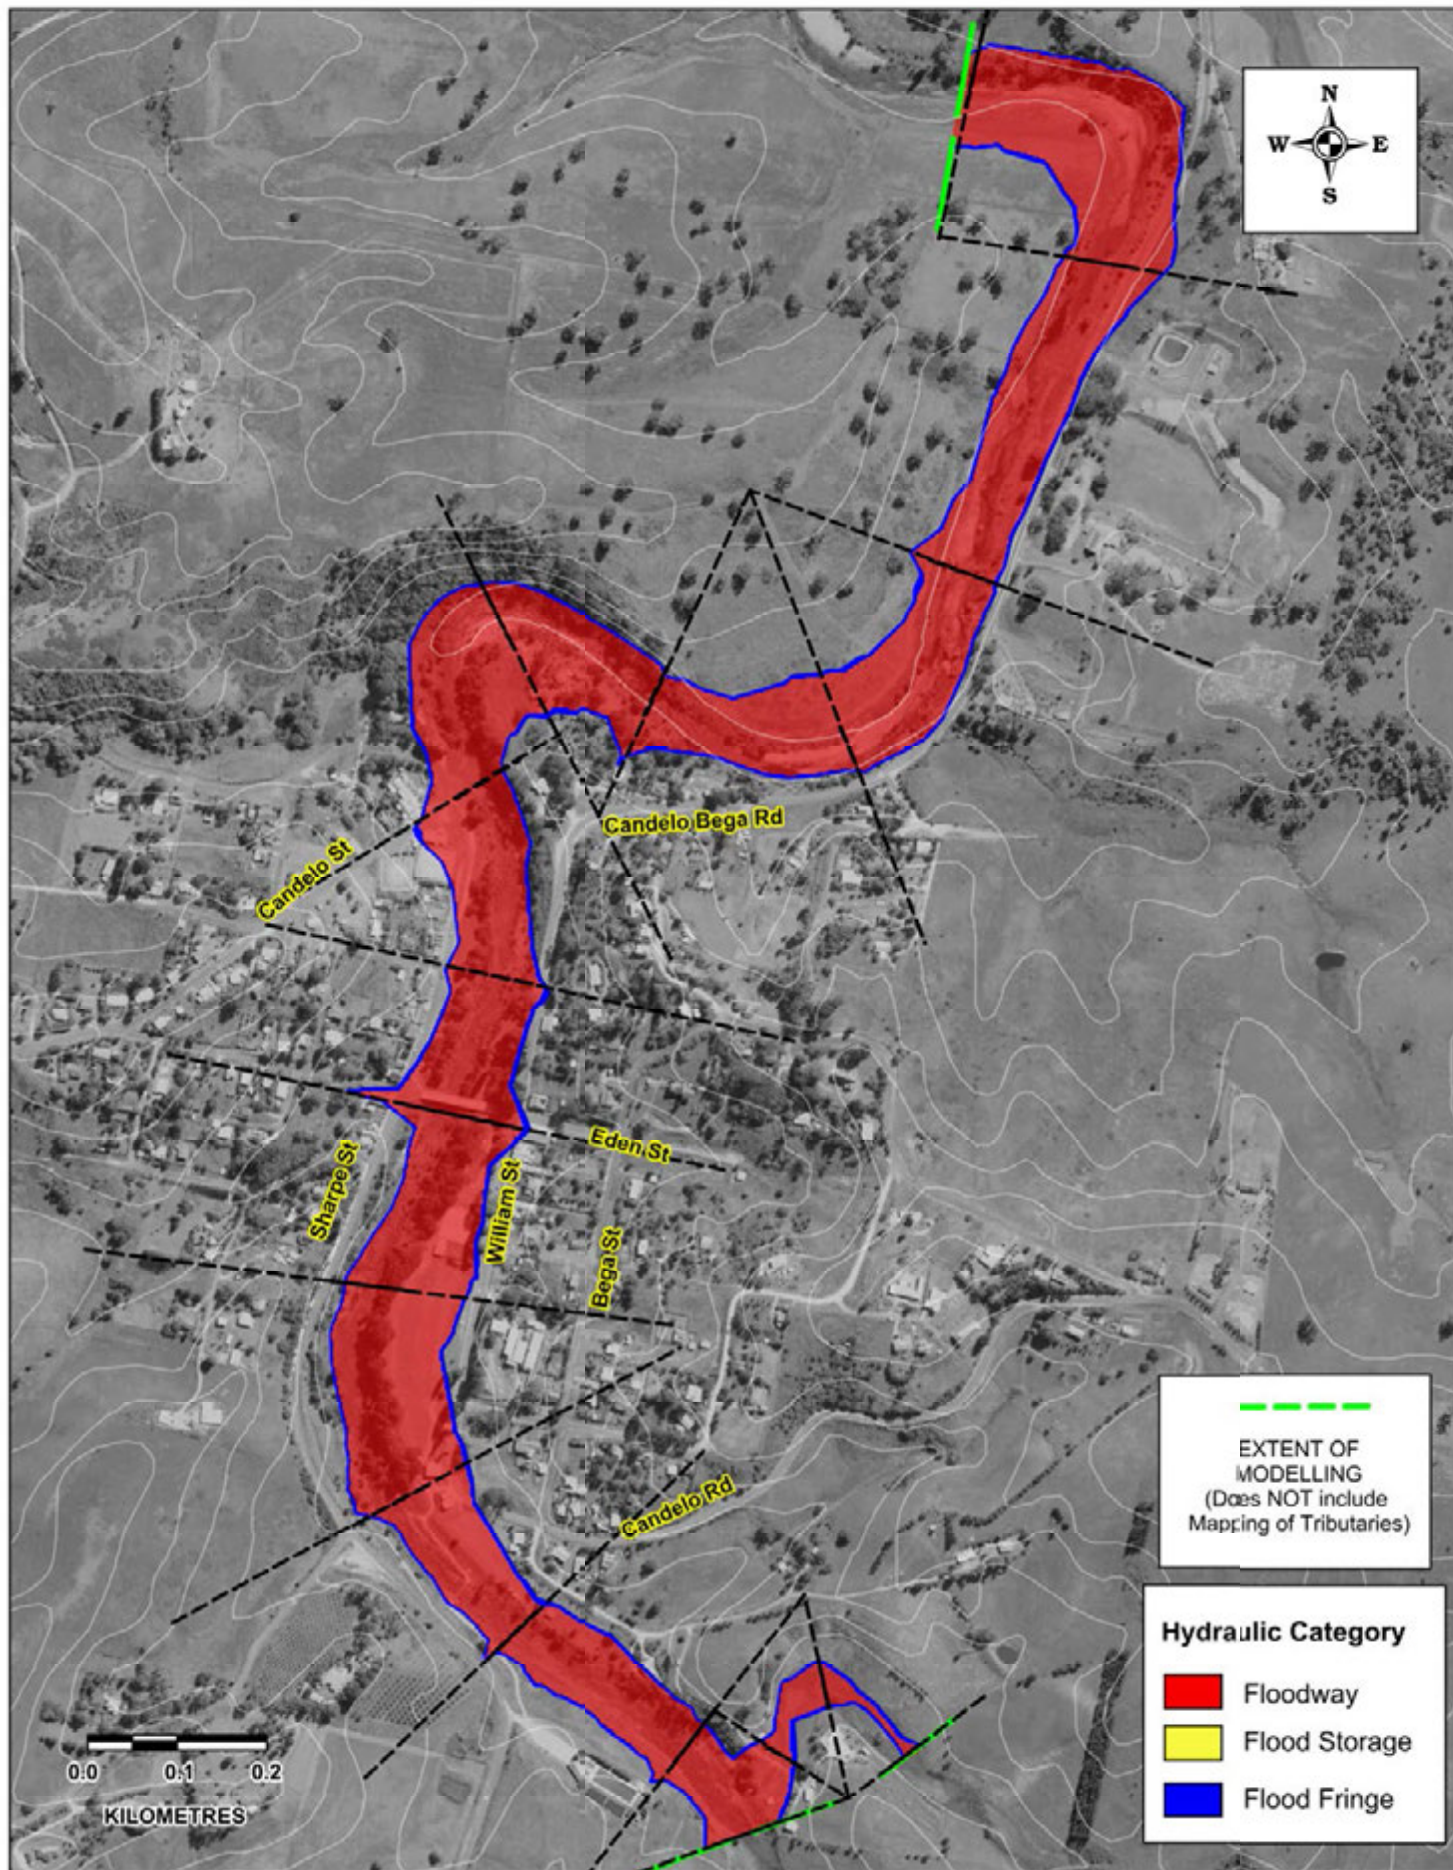 N
W E
S
Candelo Bega Rd
Candelo St
Eden St
Sharpe St
William St
Bega St
Candelo Rd
EXTENT OF
MODELLING
(Does NOT include
Mapping of Tributaries)
Hydraulic Category
Floodway
Flood Storage
Flood Fringe
0.0 0.1 0.2
KILOMETRES